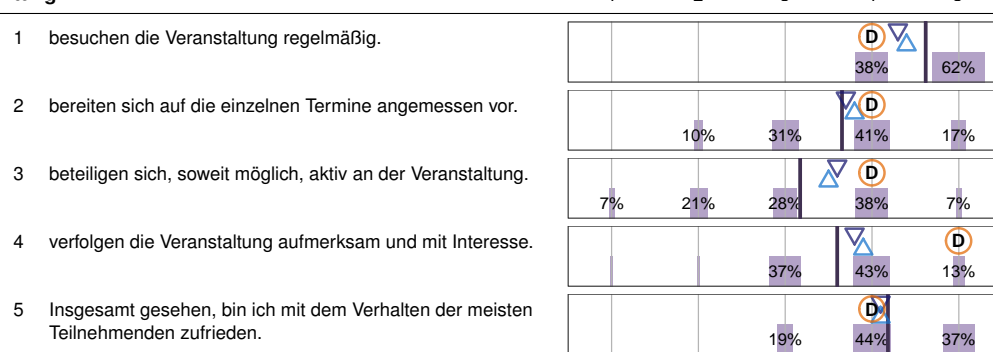 1 besuchen die Veranstaltung regelmäßig.
D
38% 62%
2 bereiten sich auf die einzelnen Termine angemessen vor.
D
10% 31% 41% 17%
3 beteiligen sich, soweit möglich, aktiv an der Veranstaltung.
D
7% 21% 28% 38% 7%
4 verfolgen die Veranstaltung aufmerksam und mit Interesse.
D
37% 43% 13%
5 Insgesamt gesehen, bin ich mit dem Verhalten der meisten
Teilnehmenden zufrieden.
D
19% 44% 37%